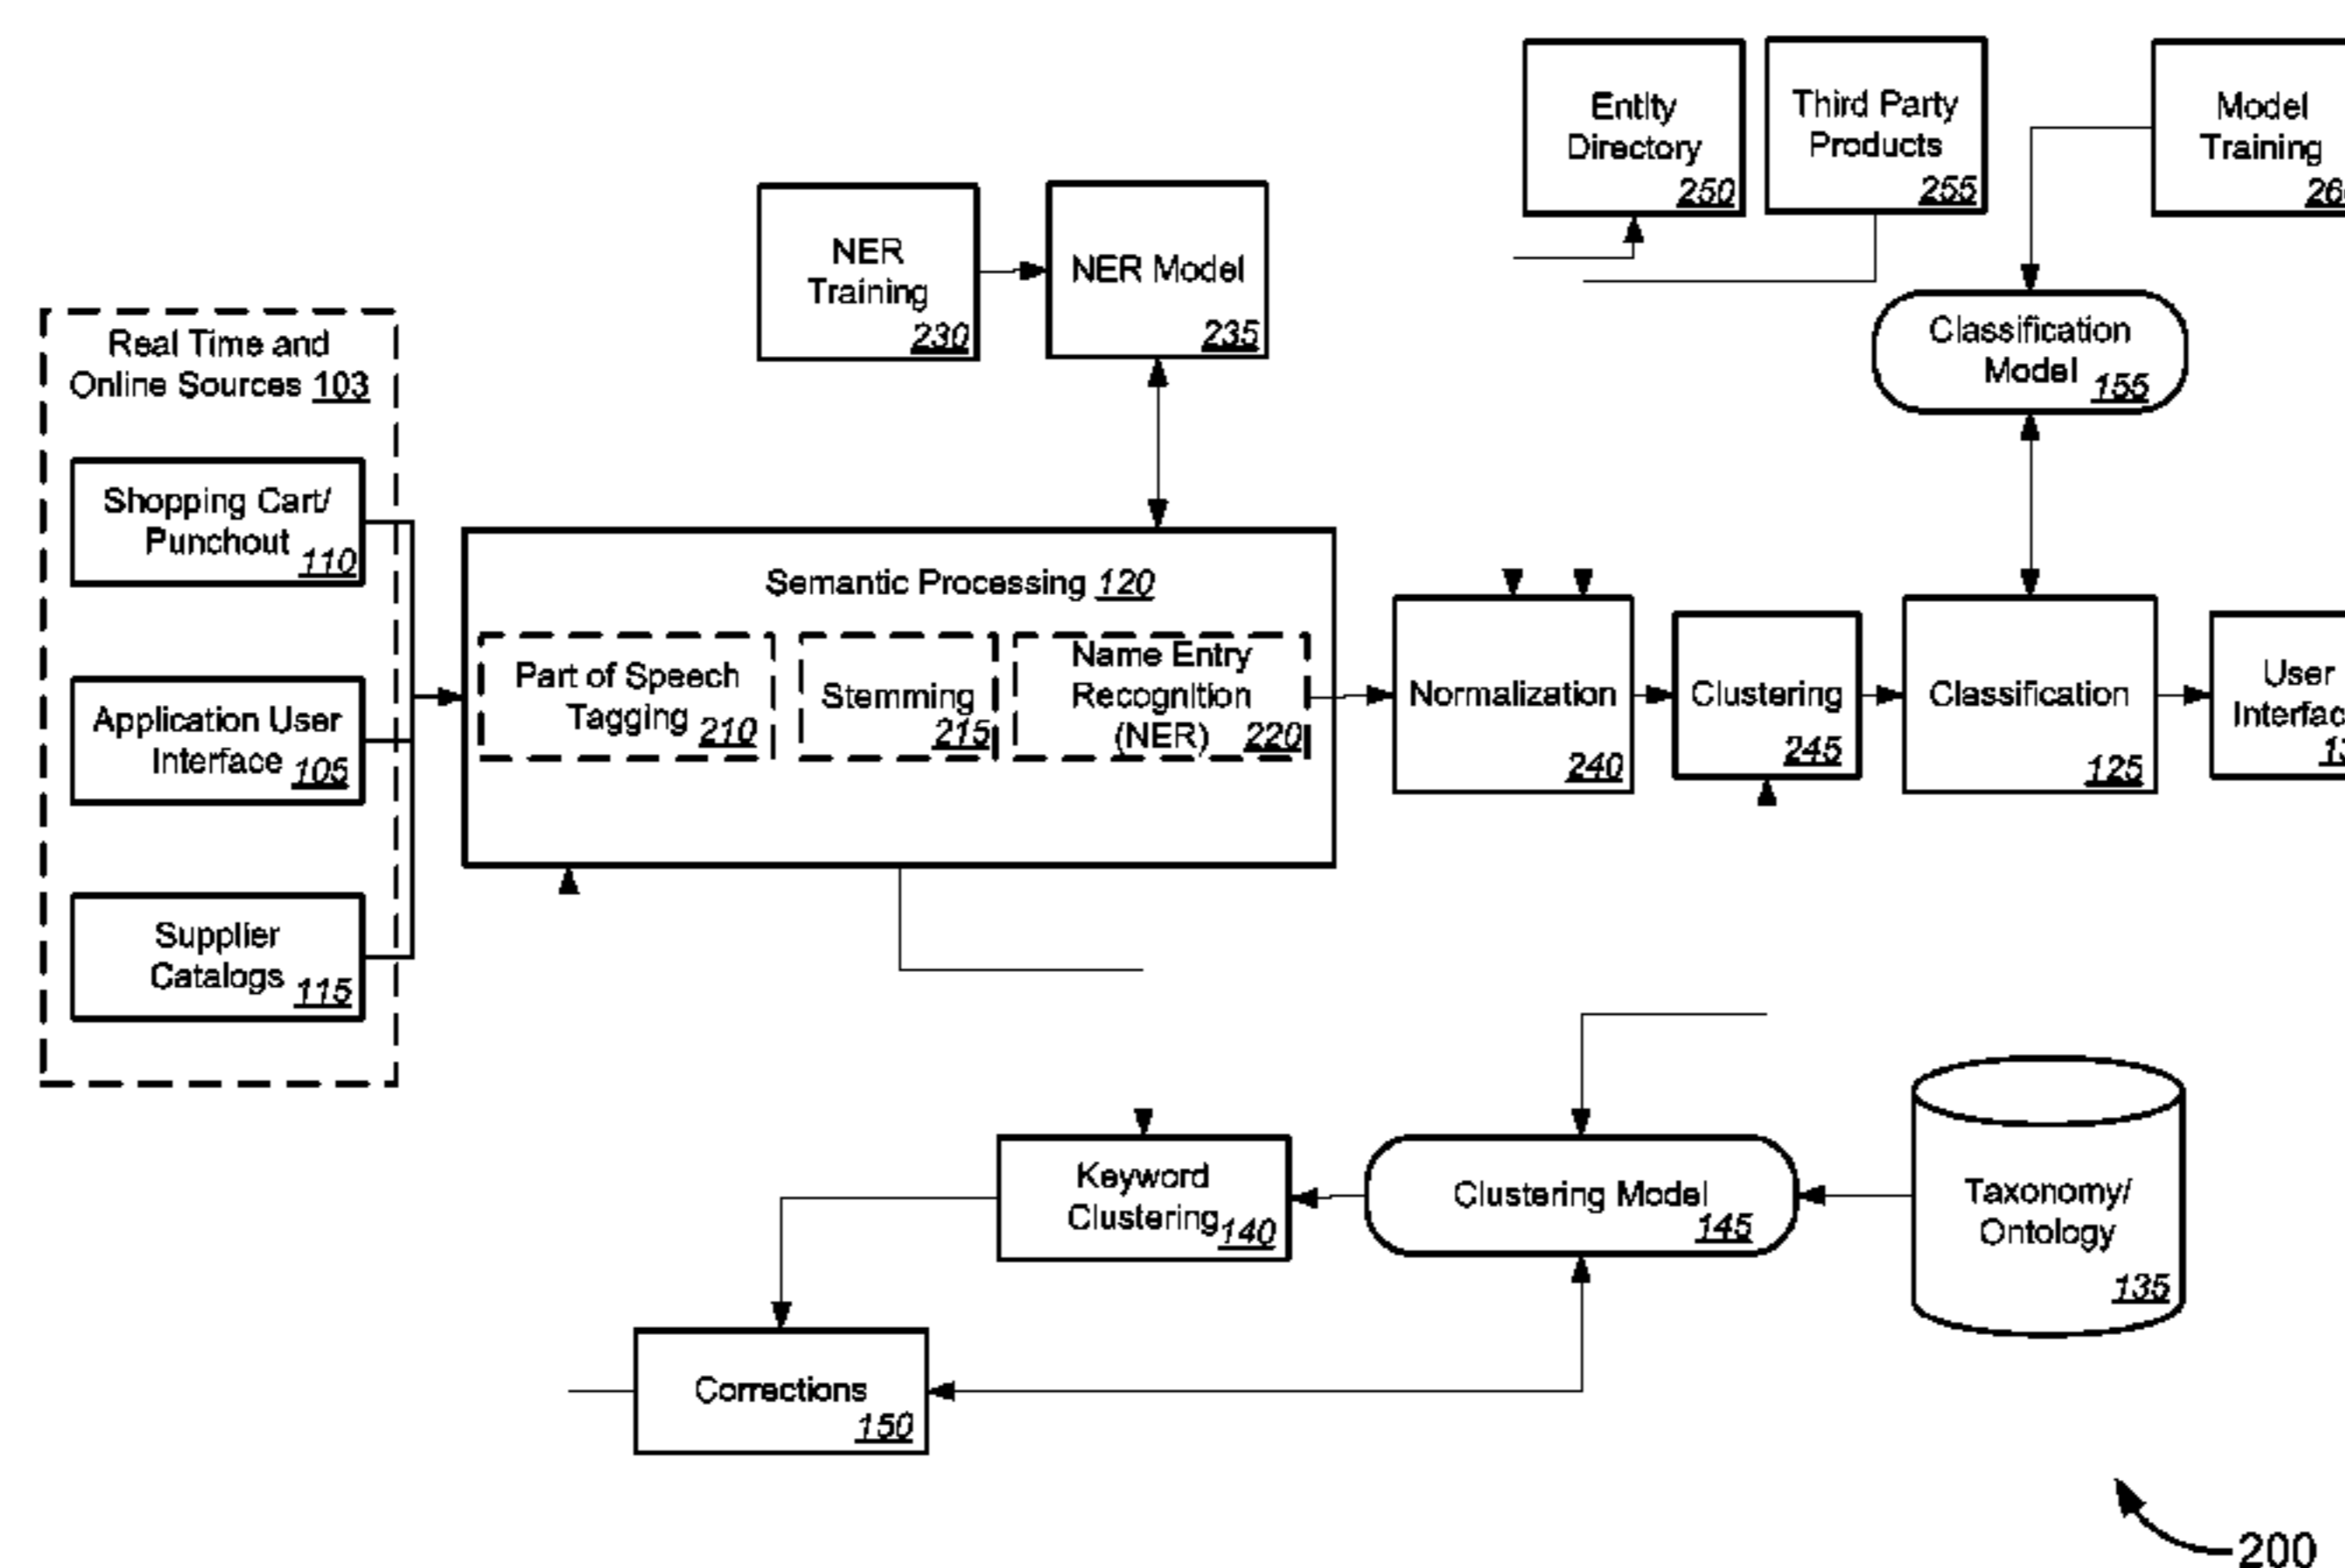 Entity
Directory
250
Third Party
Products
255
Model
Training
NER
Training
230
NER Model
235
Classification
Model 155
Real Time and
Online Sources 103
Shopping Cart/
Punchout
110
Application User
Interface 105
Supplier
Catalogs 115
Semantic Processing 120
Part of Speech
Tagging 210
Stemming
215
Name Entry
Recognition
(NER) 220
Normalization
240
Clustering
245
Classification
125
User
Keyword
Clustering 140
Clustering Model
145
Taxonomy/
Ontology
135
Corrections
150
200